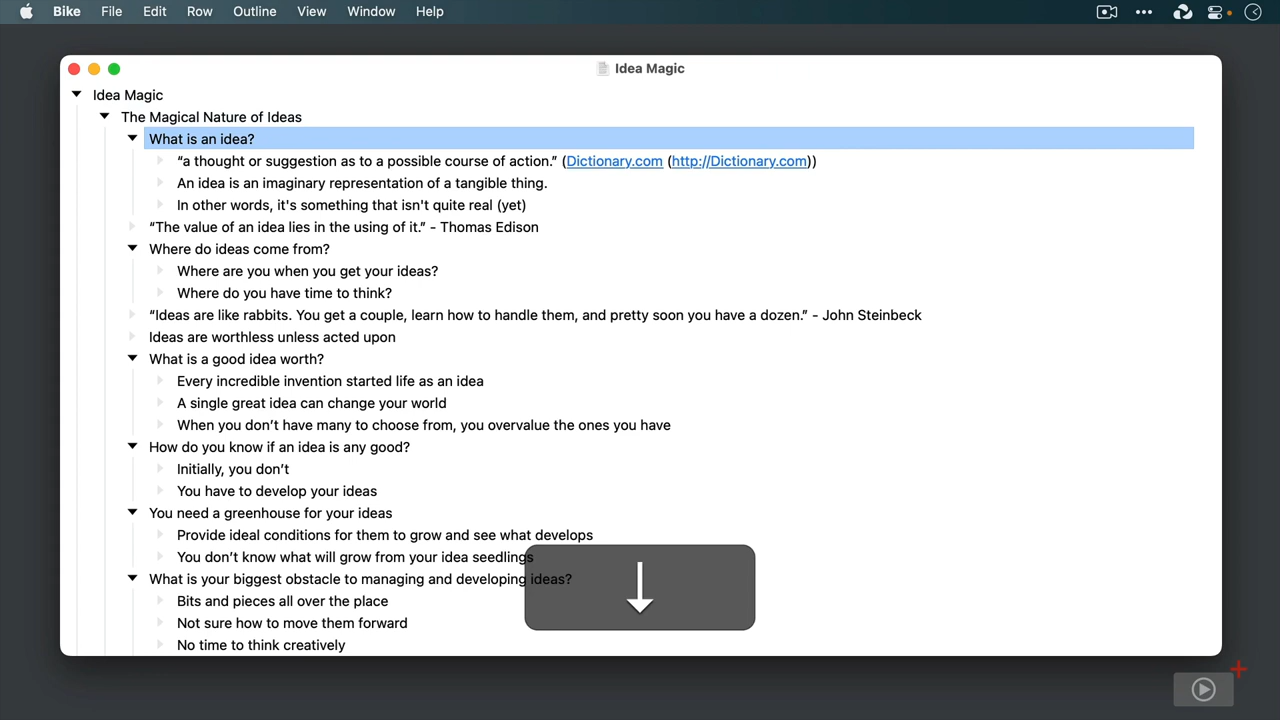 Bike File Edit Row Outline View Window Help
Idea Magic
Idea Magic
The Magical Nature of Ideas
What is an idea?
“a thought or suggestion as to a possible course of action.” (Dictionary.com (http://Dictionary.com))
An idea is an imaginary representation of a tangible thing.
In other words, it's something that isn't quite real (yet)
“The value of an idea lies in the using of it.” - Thomas Edison
Where do ideas come from?
Where are you when you get your ideas?
Where do you have time to think?
“Ideas are like rabbits. You get a couple, learn how to handle them, and pretty soon you have a dozen.” - John Steinbeck
Ideas are worthless unless acted upon
What is a good idea worth?
Every incredible invention started life as an idea
A single great idea can change your world
When you don’t have many to choose from, you overvalue the ones you have
How do you know if an idea is any good?
Initially, you don’t
You have to develop your ideas
You need a greenhouse for your ideas
Provide ideal conditions for them to grow and see what develops
You don’t know what will grow from your idea seedlings
What is your biggest obstacle to managing and developing ideas?
Bits and pieces all over the place
Not sure how to move them forward
No time to think creatively